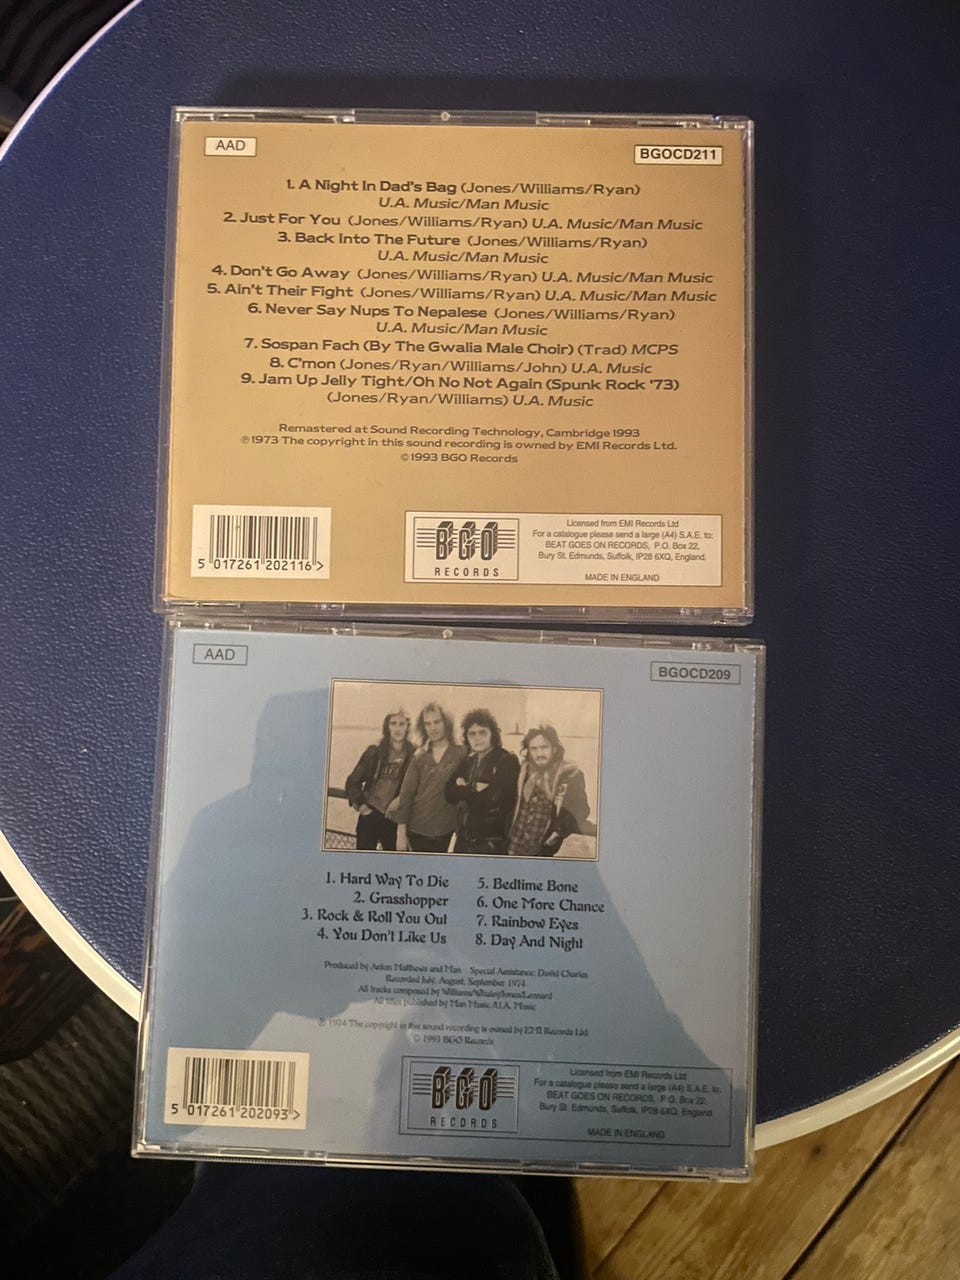 AAD
BGOCD211
1. A Night In Dad's Bag (Jones/Williams/Ryan)
U.A. Music/Man Music
2. Just For You (Jones/Williams/Ryan) U.A. Music/Man Music
3. Back Into The Future (Jones/Williams/Ryan)
U.A. Music/Man Music
4. Don't Go Away (Jones/Williams/Ryan) U.A. Music/Man Music
5. Ain't Their Fight (Jones/Williams/Ryan) U.A. Music/Man Music
6. Never Say Nups To Nepalese (Jones/Williams/Ryan)
U.A. Music/Man Music
7. Sospan Fach (By The Gwalia Male Choir) (Trad) MCPS
8. C'mon (Jones/Ryan/Williams/John) U.A. Music
9. Jam Up Jelly Tight/Oh No Not Again (Spunk Rock '73)
(Jones/Ryan/Williams) U.A. Music
Remastered at Sound Recording Technology, Cambridge 1993
℗1973 The copyright in this sound recording is owned by EMI Records Ltd.
©1993 BGO Records
5 017261 202116 >
BGO
RECORDS
Licensed from EMI Records Ltd
For a catalogue please send a large (A4) S.A.E. to:
BEAT GOES ON RECORDS, P.O. Box 22,
Bury St. Edmunds, Suffolk, IP28 6XQ, England.
MADE IN ENGLAND
AAD
BGOCD209
1. Hard Way To Die
2. Grasshopper
3. Rock & Roll You Out
4. You Don't Like Us
5. Bedtime Bone
6. One More Chance
7. Rainbow Eyes
8. Day And Night
Produced by Anton Matthews and Man Special Assistance: David Charles
Recorded July, August, September 1974
All tracks composed by Williams/Whaley/Jones/Leonard
All titles published by Man Music /U.A. Music
℗ 1974 The copyright in this sound recording is owned by EMI Records Ltd.
© 1993 BGO Records
5 017261 202093 >
BGO
RECORDS
Licensed from EMI Records Ltd
For a catalogue please send a large (A4) S.A.E. to:
BEAT GOES ON RECORDS, P.O. Box 22,
Bury St. Edmunds, Suffolk, IP28 6XQ, England
MADE IN ENGLAND